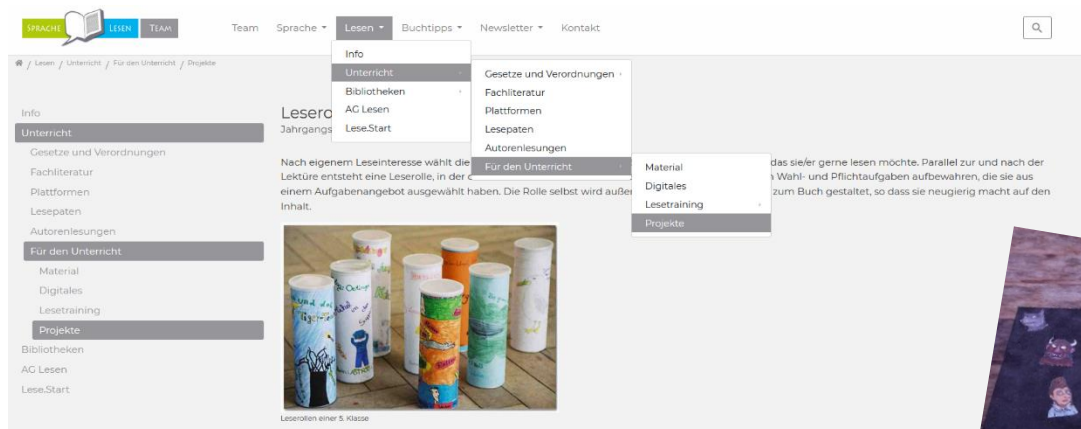 SPRACHE LESEN TEAM
Team Sprache Lesen Buchtipps Newsletter Kontakt
/ Lesen / Unterricht / Für den Unterricht / Projekte
Info
Unterricht
Bibliotheken
AG Lesen
Lese.Start
Gesetze und Verordnungen
Fachliteratur
Plattformen
Lesepaten
Autorenlesungen
Für den Unterricht
Material
Digitales
Lesetraining
Projekte
Info
Unterricht
Gesetze und Verordnungen
Fachliteratur
Plattformen
Lesepaten
Autorenlesungen
Für den Unterricht
Material
Digitales
Lesetraining
Projekte
Bibliotheken
AG Lesen
Lese.Start
Lesero
Jahrgangs
Nach eigenem Leseinteresse wählt die das sie/er gerne lesen möchte. Parallel zur und nach der
Lektüre entsteht eine Leserolle, in der Wahl- und Pflichtaufgaben aufbewahren, die sie aus
einem Aufgabenangebot ausgewählt haben. Die Rolle selbst wird auße zum Buch gestaltet, so dass sie neugierig macht auf den
Inhalt.
Leserollen einer 5. Klasse